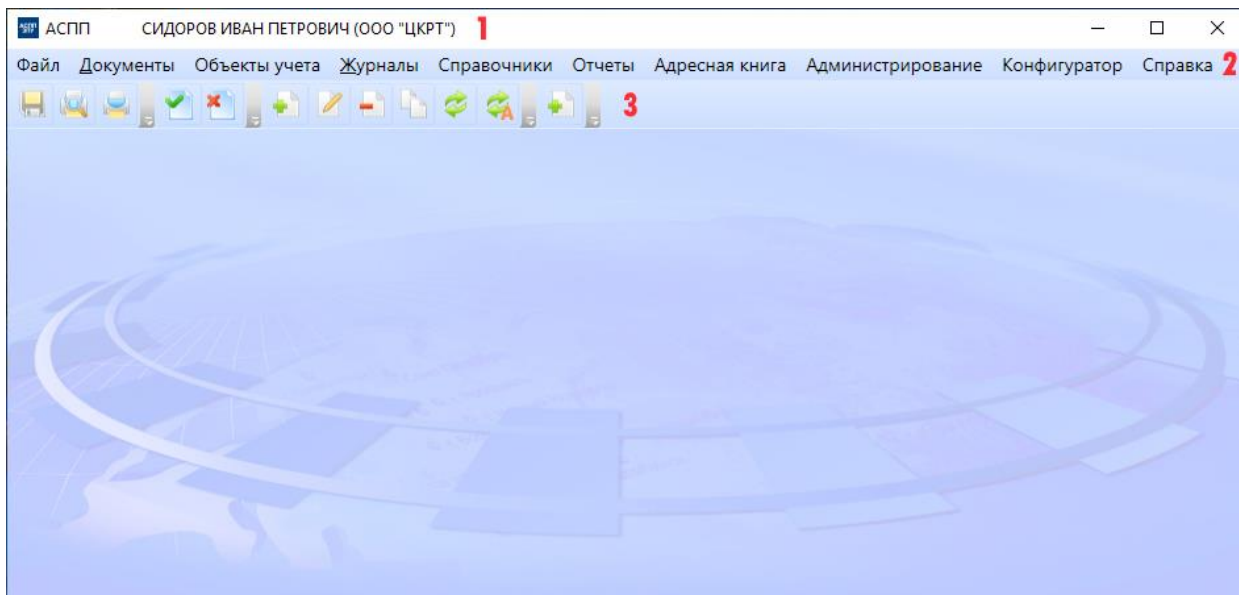 АСПП СИДОРОВ ИВАН ПЕТРОВИЧ (ООО "ЦКРТ") 1
Файл Документы Объекты учета Журналы Справочники Отчеты Адресная книга Администрирование Конфигуратор Справка 2
3